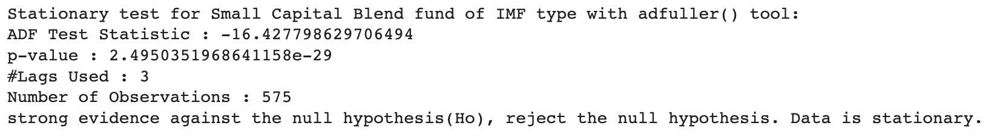 Stationary test for Small Capital Blend fund of IMF type with adfuller() tool:
ADF Test Statistic : -16.427798629706494
p-value : 2.4950351968641158e-29
#Lags Used : 3
Number of Observations : 575
strong evidence against the null hypothesis(Ho), reject the null hypothesis. Data is stationary.